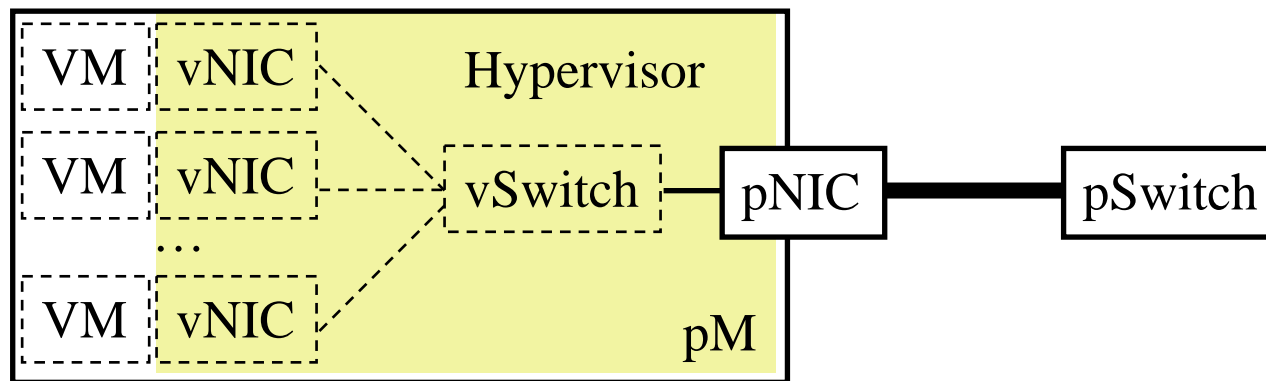 VM vNIC Hypervisor
VM vNIC vSwitch pNIC pSwitch
...
VM vNIC pM